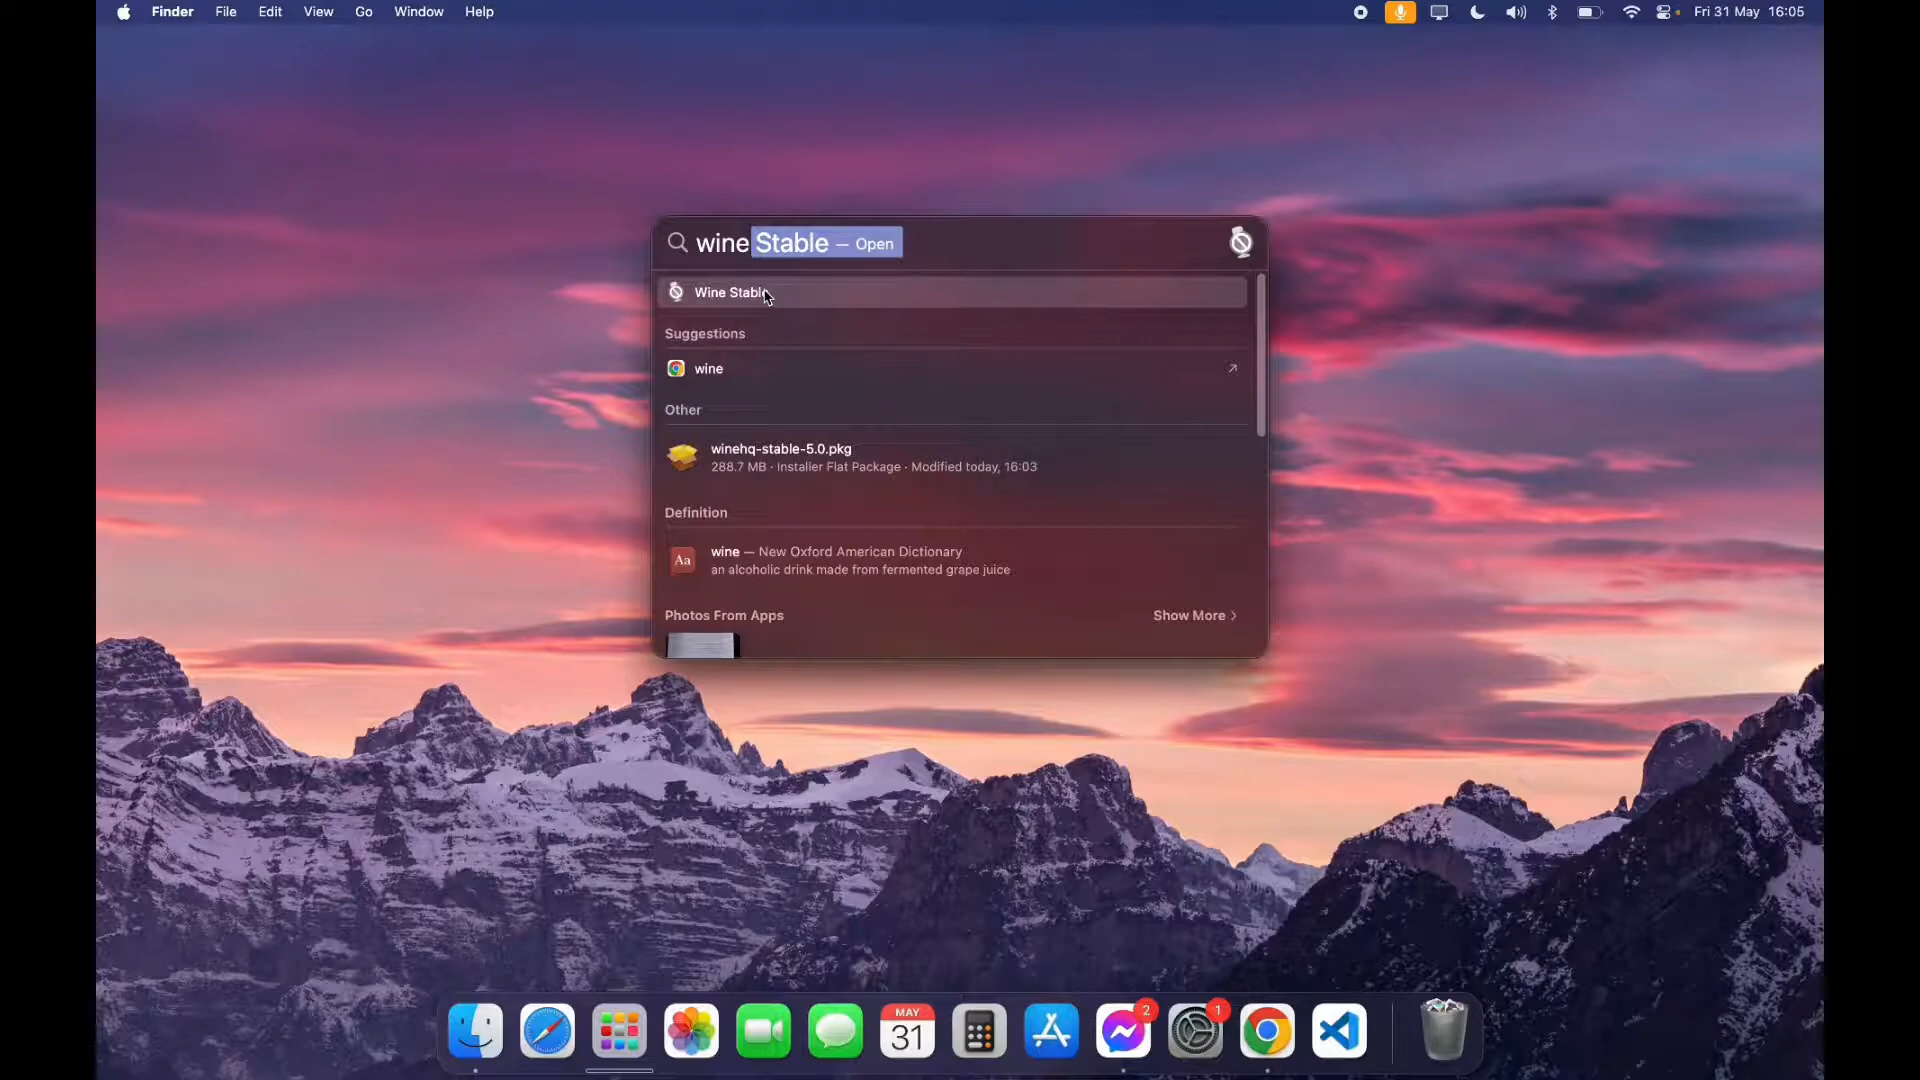 Finder File Edit View Go Window Help
Fri 31 May 16:05
wine Stable — Open
Wine Stable
Suggestions
wine
Other
winehq-stable-5.0.pkg
288.7 MB · Installer Flat Package · Modified today, 16:03
Definition
Aa
wine — New Oxford American Dictionary
an alcoholic drink made from fermented grape juice
Photos From Apps
Show More
MAY
31
2
1